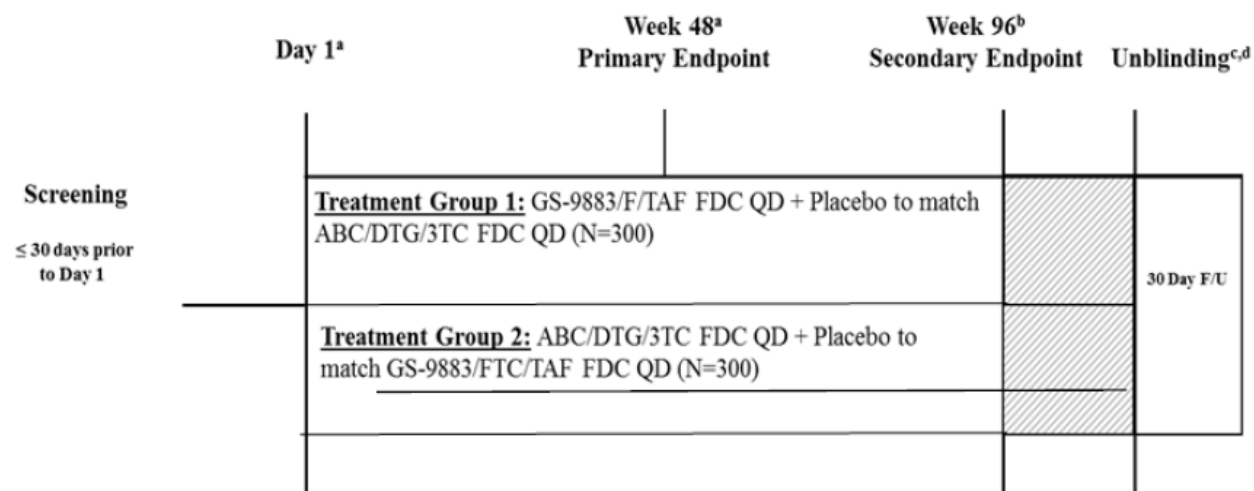 Day 1ᵃ
Week 48ᵃ
Primary Endpoint
Week 96ᵇ
Secondary Endpoint
Unblindingᶜ,ᵈ
Screening
≤ 30 days prior
to Day 1
Treatment Group 1: GS-9883/F/TAF FDC QD + Placebo to match
ABC/DTG/3TC FDC QD (N=300)
30 Day F/U
Treatment Group 2: ABC/DTG/3TC FDC QD + Placebo to
match GS-9883/FTC/TAF FDC QD (N=300)